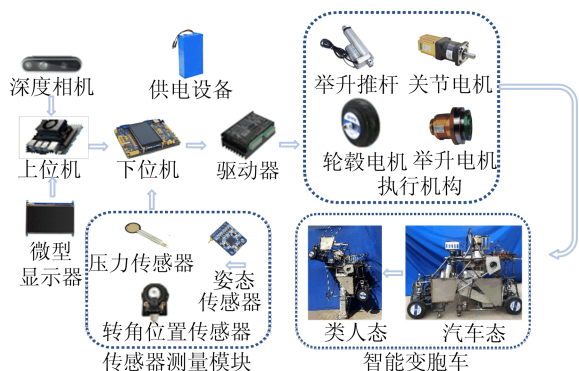 深度相机
供电设备
举升推杆
关节电机
上位机
下位机
驱动器
轮毂电机
举升电机
执行机构
微型
显示器
压力传感器
姿态
传感器
转角位置传感器
传感器测量模块
类人态
汽车态
智能变胞车